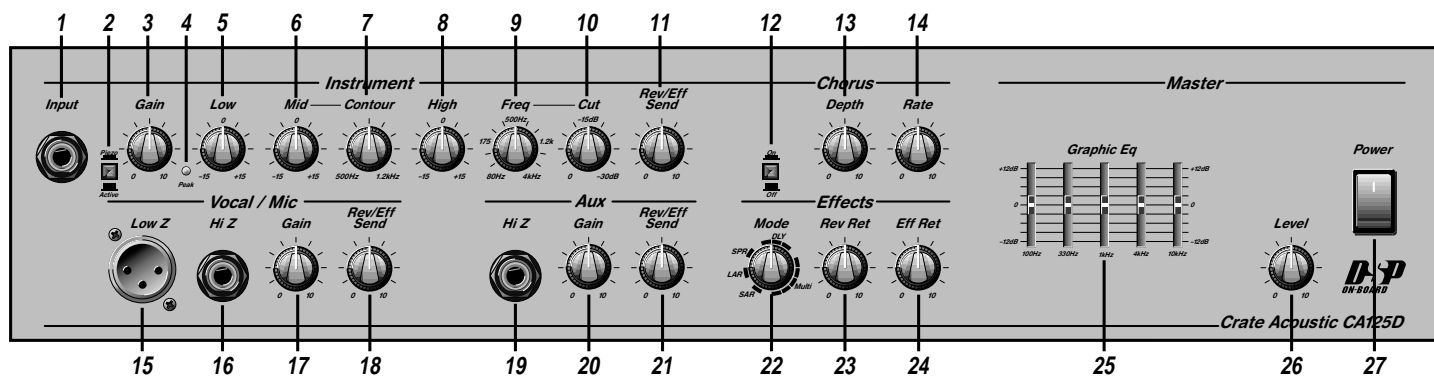 1 2 3 4 5 6 7 8 9 10 11 12 13 14
Instrument Chorus Master
Input Gain Low Mid Contour High Freq Cut Rev/Eff Send Depth Rate
Piezo
Active
0 10
Peak
0
-15 +15
0
-15 +15
500Hz 1.2kHz
0
-15 +15
500Hz
175 1.2k
80Hz 4kHz
-15dB
0 -30dB
0 10
On
Off
0 10
0 10
Graphic Eq
+12dB +12dB
0 0
-12dB -12dB
100Hz 330Hz 1kHz 4kHz 10kHz
Power
Vocal / Mic Aux Effects
Low Z Hi Z Gain Rev/Eff Send Hi Z Gain Rev/Eff Send Mode Rev Ret Eff Ret Level
0 10
0 10
0 10
0 10
DLY
SPR
LAR
SAR
Multi
0 10
0 10
0 10
DSP
ON-BOARD
Crate Acoustic CA125D
15 16 17 18 19 20 21 22 23 24 25 26 27